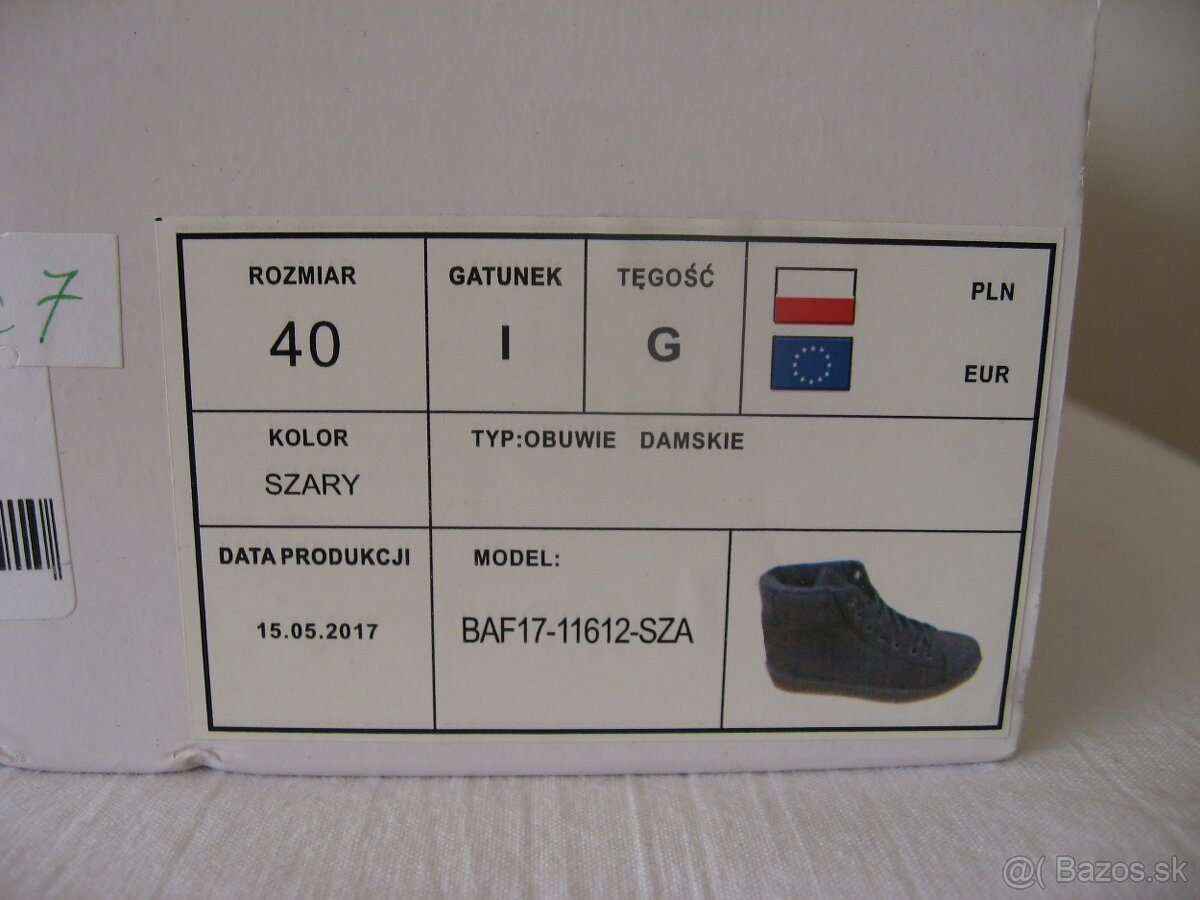 7
ROZMIAR
40
GATUNEK
I
TĘGOŚĆ
G
PLN
EUR
KOLOR
SZARY
TYP:OBUWIE DAMSKIE
DATA PRODUKCJI
15.05.2017
MODEL:
BAF17-11612-SZA
@( Bazos.sk